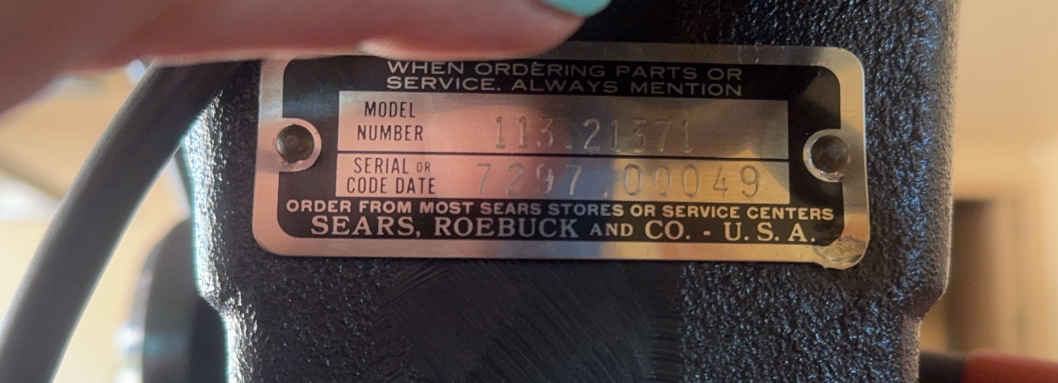 WHEN ORDERING PARTS OR
SERVICE, ALWAYS MENTION
MODEL
NUMBER 113.21371
SERIAL OR
CODE DATE 7297.00049
ORDER FROM MOST SEARS STORES OR SERVICE CENTERS
SEARS, ROEBUCK AND CO. - U.S.A.